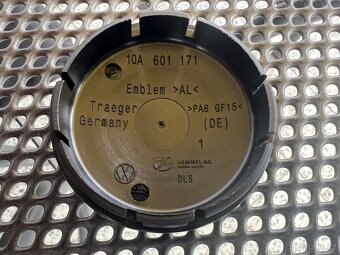 10A 601 171
Emblem >AL<
Traeger >PA6 GF15<
Germany (DE)
1
DEMMEL AG
DLS